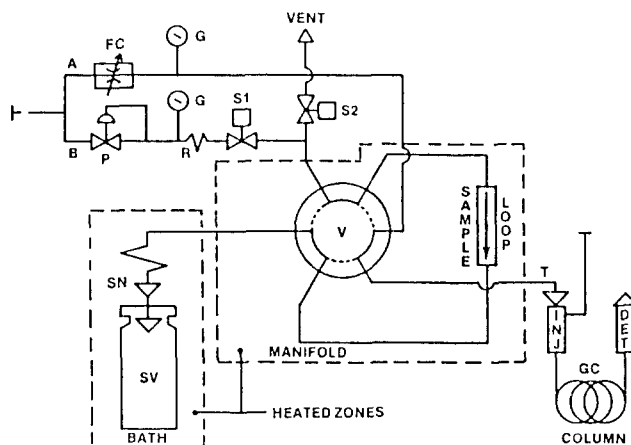 VENT
FC
A
G
G
S1
S2
B
P
R
V
SAMPLE
LOOP
SN
T
INJ
DET
MANIFOLD
SV
GC
HEATED ZONES
BATH
COLUMN